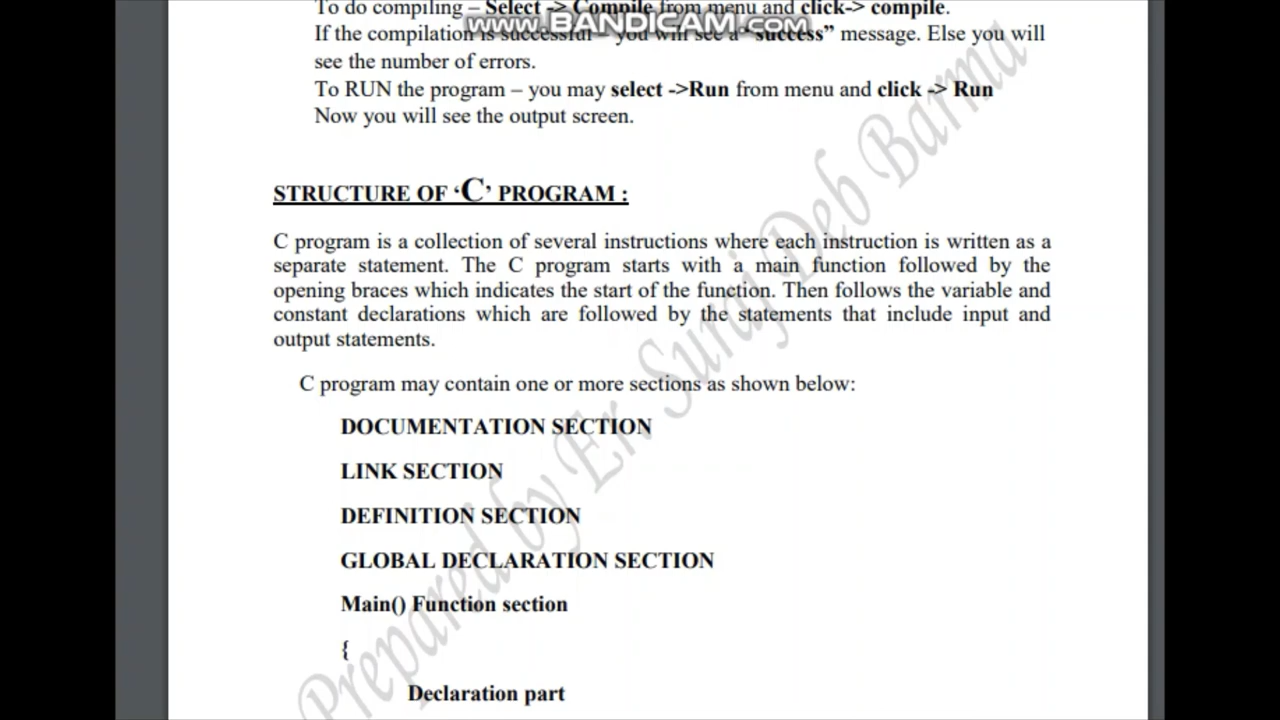 To do compiling – Select -> Compile from menu and click-> compile.
www.BANDICAM.com
If the compilation is successful – you will see a “success” message. Else you will
see the number of errors.
To RUN the program – you may select ->Run from menu and click -> Run
Now you will see the output screen.
STRUCTURE OF ‘C’ PROGRAM :
C program is a collection of several instructions where each instruction is written as a
separate statement. The C program starts with a main function followed by the
opening braces which indicates the start of the function. Then follows the variable and
constant declarations which are followed by the statements that include input and
output statements.
C program may contain one or more sections as shown below:
DOCUMENTATION SECTION
LINK SECTION
DEFINITION SECTION
GLOBAL DECLARATION SECTION
Main() Function section
{
Declaration part
Prepared by Er. Suraj Deb Barma